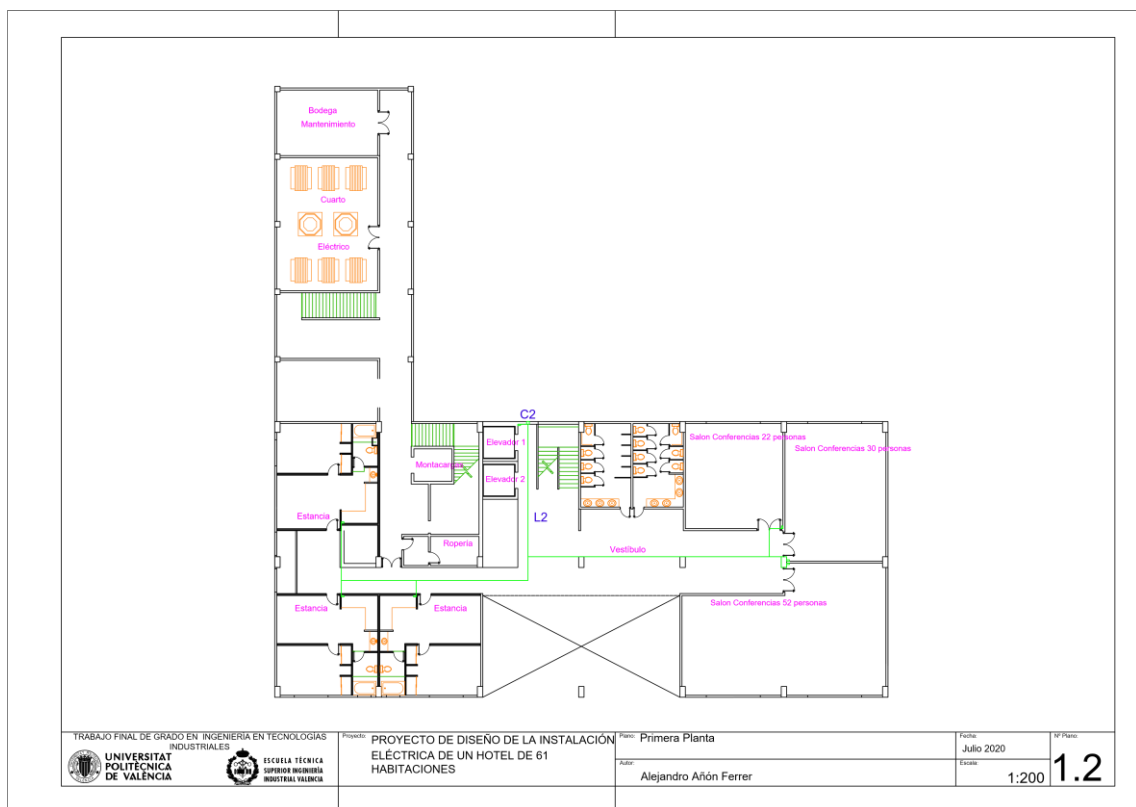 Bodega
Mantenimiento
Cuarto
Eléctrico
C2
Elevador 1
Salon Conferencias 22 personas
Salon Conferencias 30 personas
Montacargas
Elevador 2
Estancia
L2
Ropería
Vestíbulo
Estancia
Estancia
Salon Conferencias 52 personas
TRABAJO FINAL DE GRADO EN INGENIERÍA EN TECNOLOGÍAS
INDUSTRIALES
UNIVERSITAT
POLITÈCNICA
DE VALÈNCIA
ESCUELA TÉCNICA
SUPERIOR INGENIERÍA
INDUSTRIAL VALENCIA
Proyecto:
PROYECTO DE DISEÑO DE LA INSTALACIÓN
ELÉCTRICA DE UN HOTEL DE 61
HABITACIONES
Plano: Primera Planta
Autor:
Alejandro Añón Ferrer
Fecha:
Julio 2020
Escala:
1:200
Nº Plano:
1.2